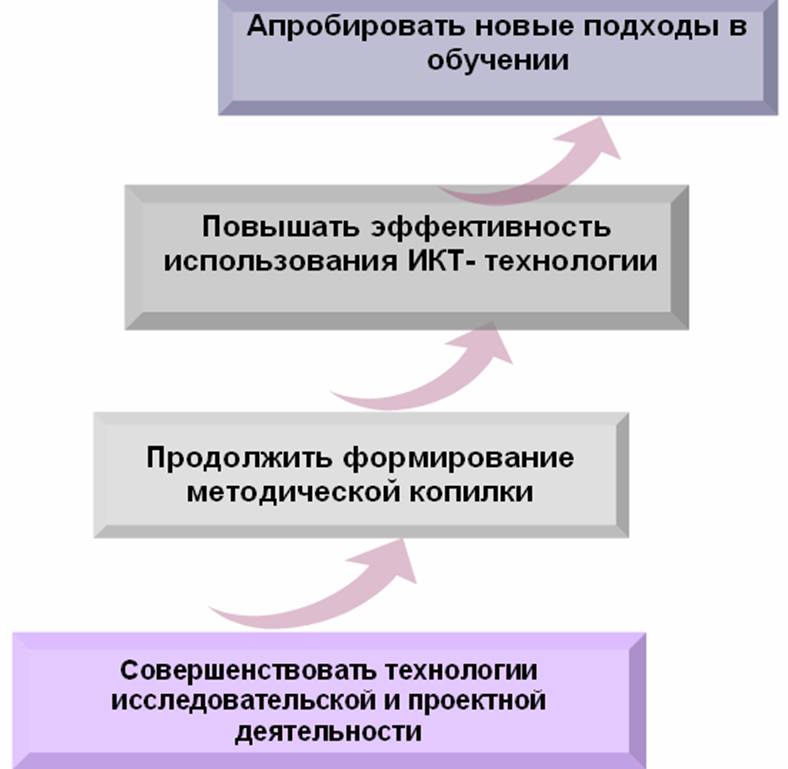 Апробировать новые подходы в
обучении
Повышать эффективность
использования ИКТ- технологии
Продолжить формирование
методической копилки
Совершенствовать технологии
исследовательской и проектной
деятельности